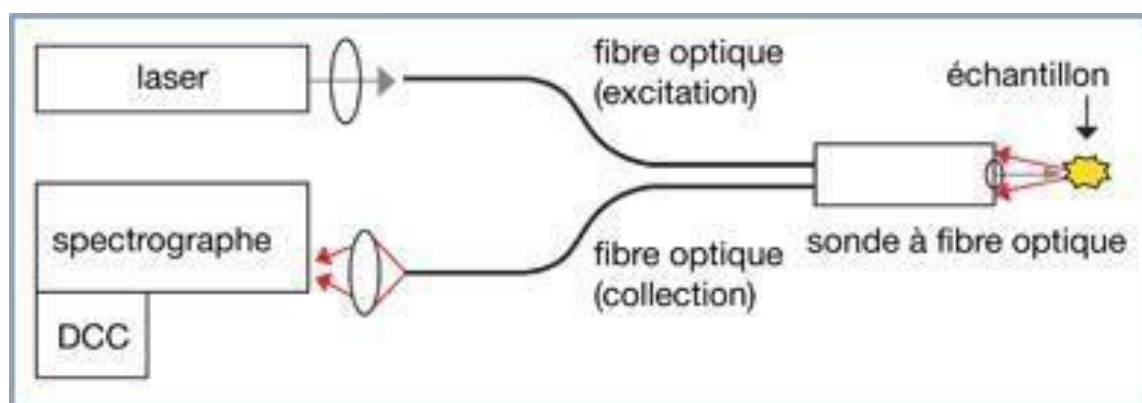 laser
fibre optique
(excitation)
échantillon
spectrographe
DCC
fibre optique
(collection)
sonde à fibre optique